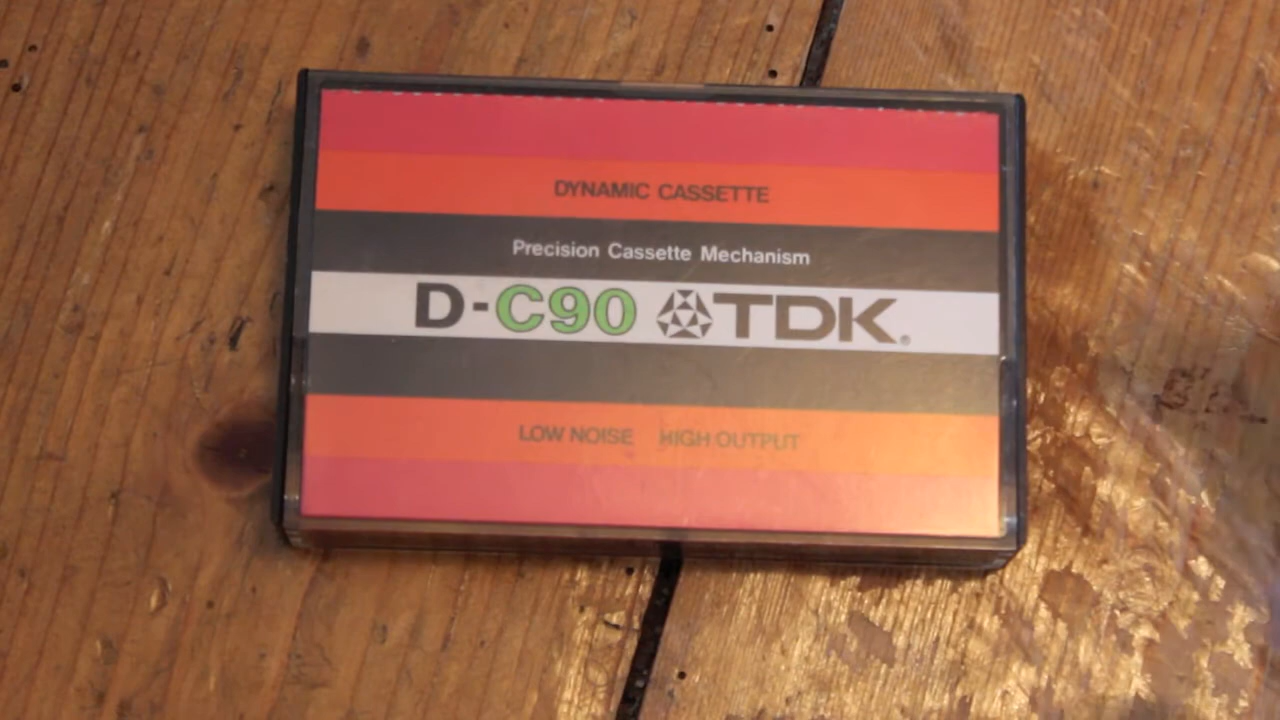 DYNAMIC CASSETTE
Precision Cassette Mechanism
D-C90 TDK®
LOW NOISE HIGH OUTPUT